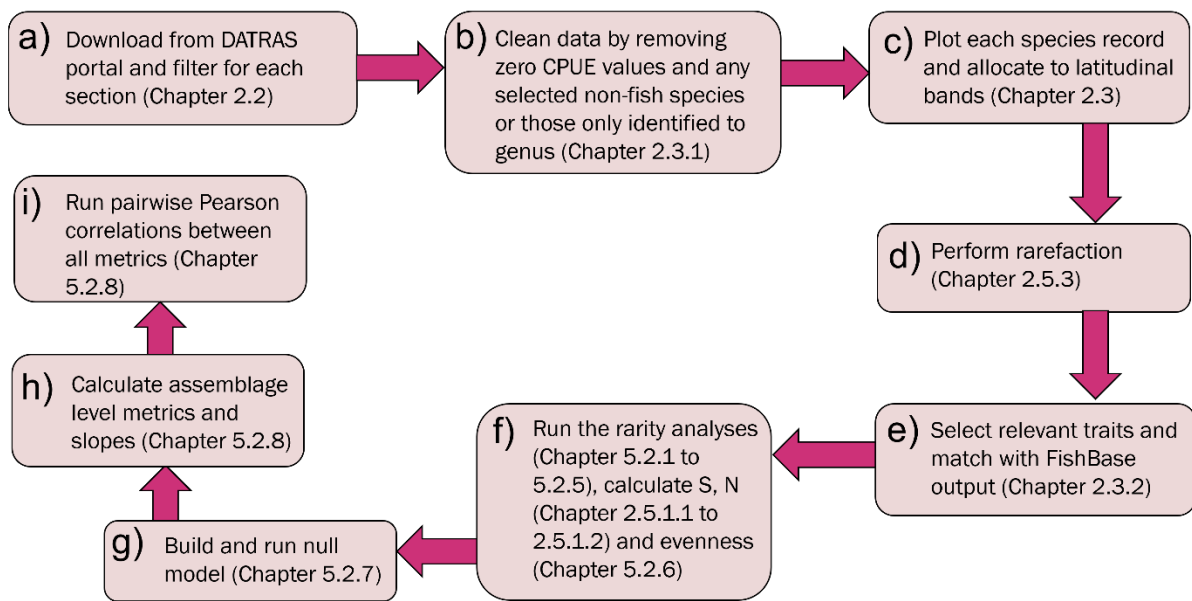 a) Download from DATRAS
portal and filter for each
section (Chapter 2.2)
b) Clean data by removing
zero CPUE values and any
selected non-fish species
or those only identified to
genus (Chapter 2.3.1)
c) Plot each species record
and allocate to latitudinal
bands (Chapter 2.3)
d) Perform rarefaction
(Chapter 2.5.3)
e) Select relevant traits and
match with FishBase
output (Chapter 2.3.2)
f) Run the rarity analyses
(Chapter 5.2.1 to
5.2.5), calculate S, N
(Chapter 2.5.1.1 to
2.5.1.2) and evenness
(Chapter 5.2.6)
g) Build and run null
model (Chapter 5.2.7)
h) Calculate assemblage
level metrics and
slopes (Chapter 5.2.8)
i) Run pairwise Pearson
correlations between
all metrics (Chapter
5.2.8)